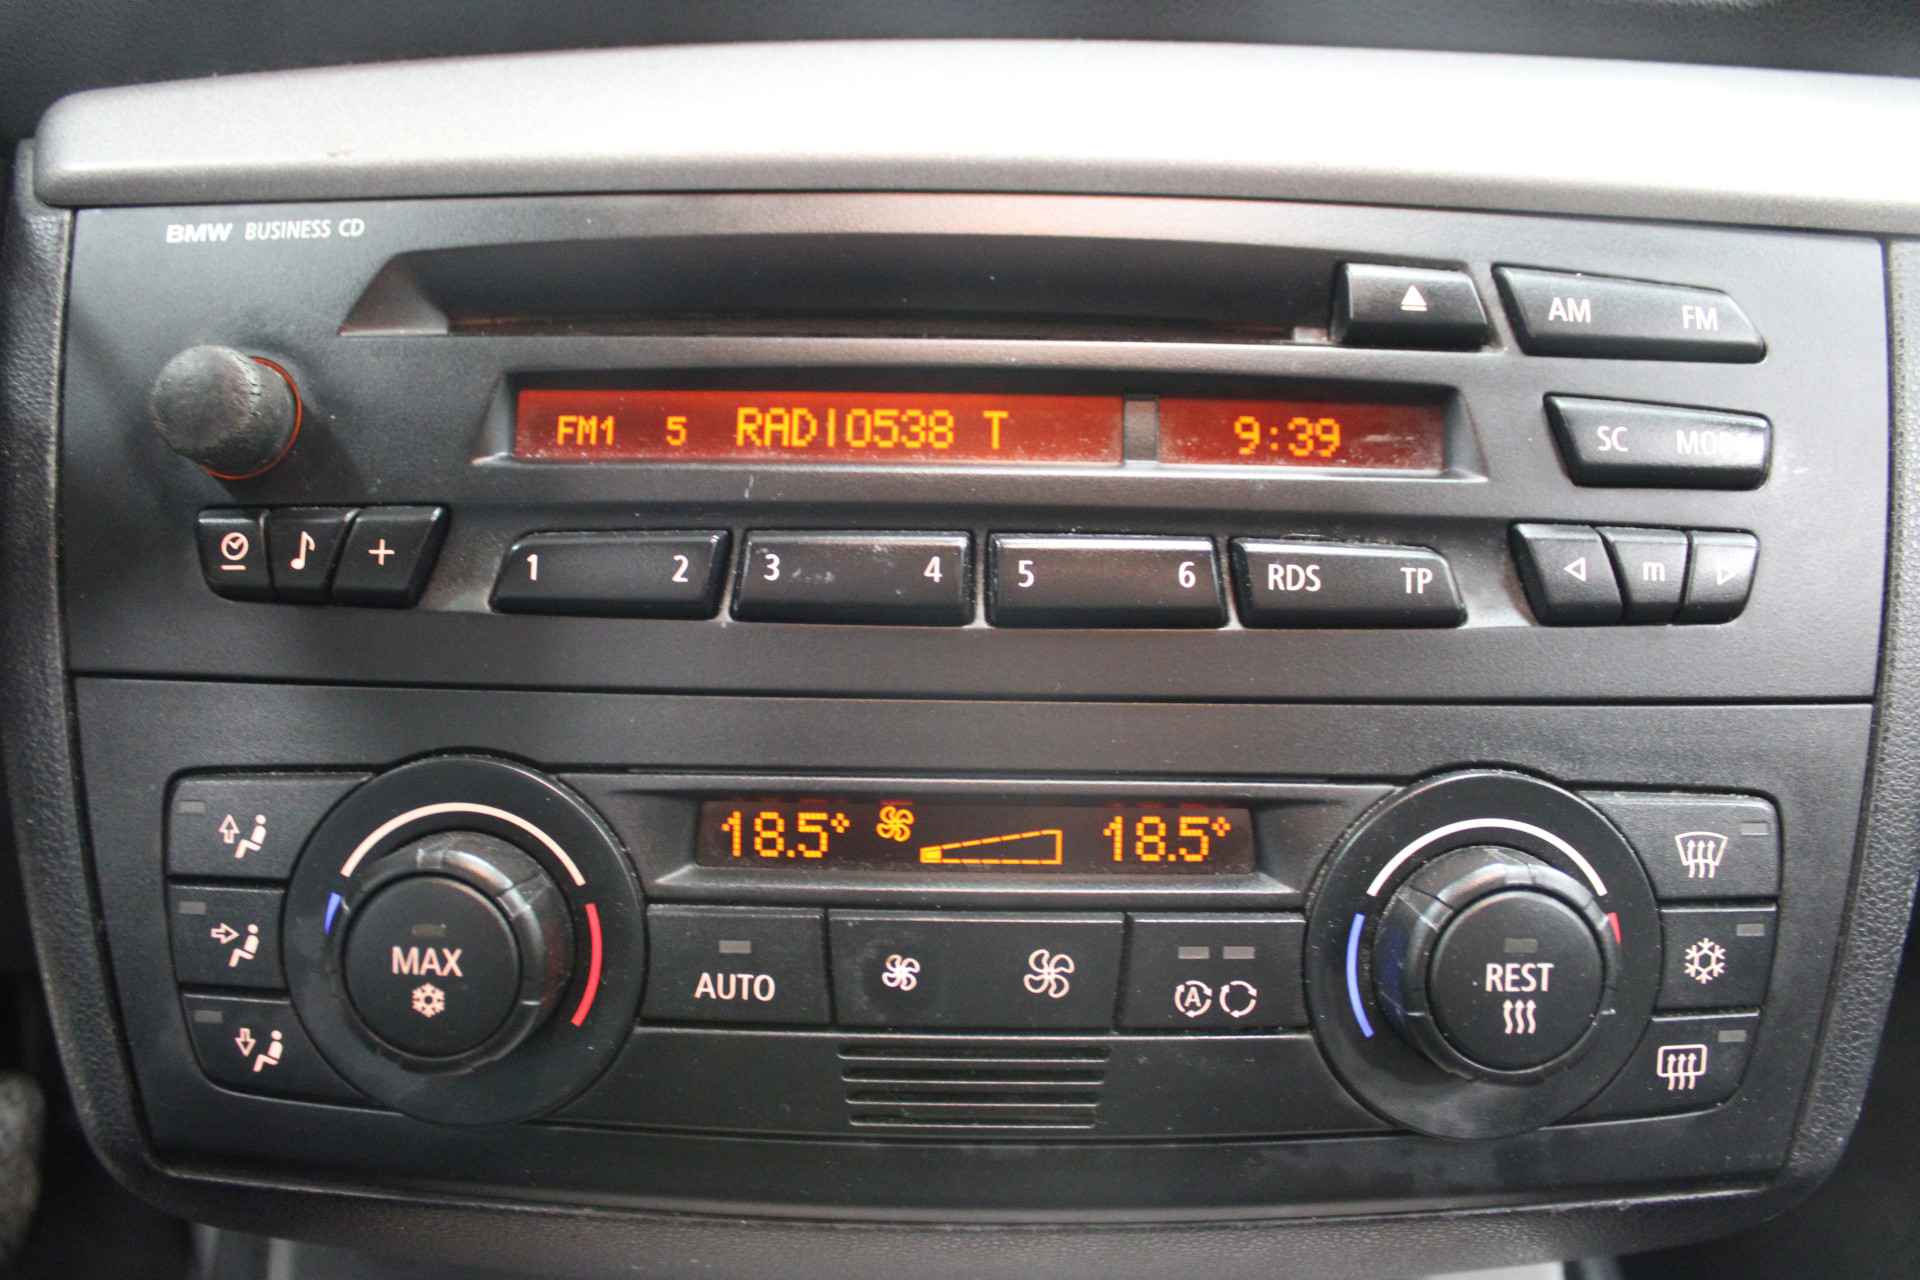 BMW BUSINESS CD
AM FM
FM1 5 RADIO538 T 9:39
SC MODE
1 2 3 4 5 6 RDS TP m
18.5° 18.5°
MAX
AUTO
A
REST